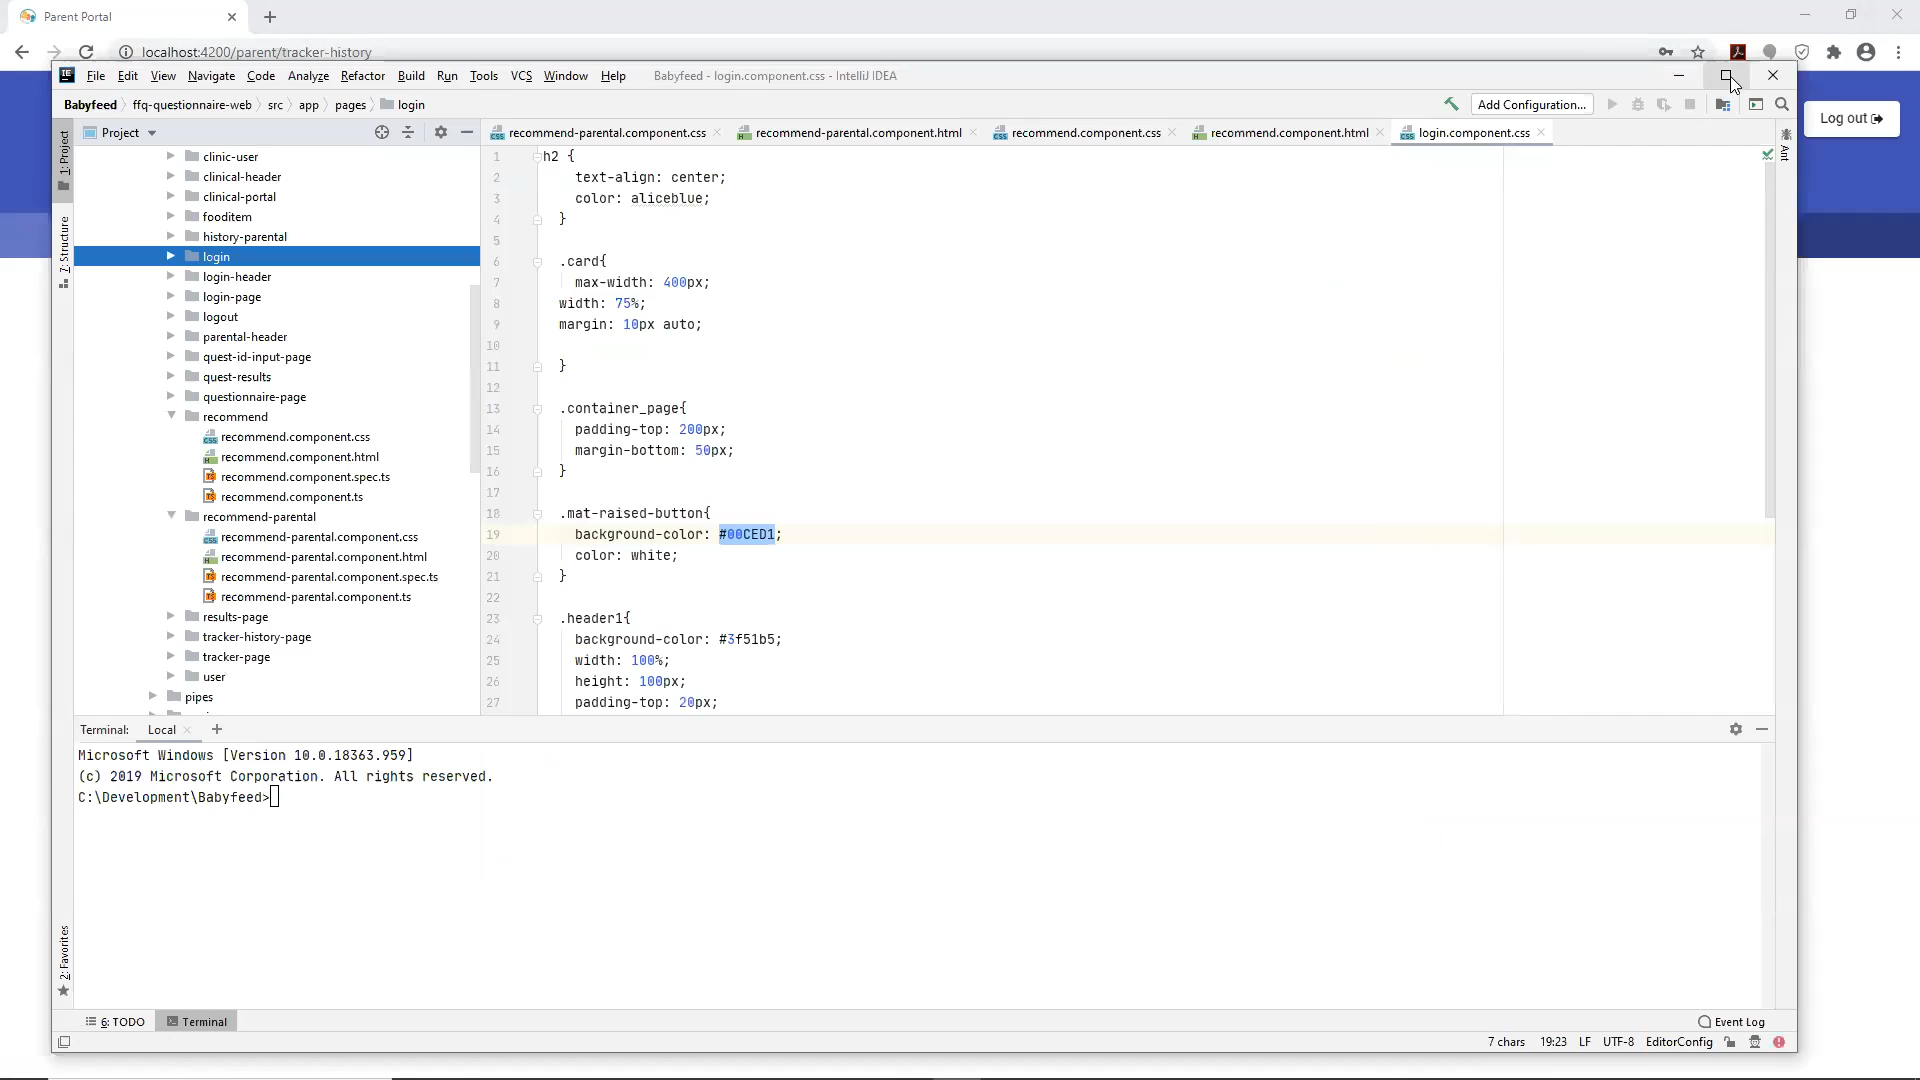 Parent Portal
localhost:4200/parent/tracker-history
File Edit View Navigate Code Analyze Refactor Build Run Tools VCS Window Help Babyfeed - login.component.css - IntelliJ IDEA
Babyfeed ffq-questionnaire-web src app pages login Add Configuration...
Log out
Project
recommend-parental.component.css recommend-parental.component.html recommend.component.css recommend.component.html login.component.css
1: Project
7: Structure
2: Favorites
Ant
clinic-user
clinical-header
clinical-portal
fooditem
history-parental
login
login-header
login-page
logout
parental-header
quest-id-input-page
quest-results
questionnaire-page
recommend
recommend.component.css
recommend.component.html
recommend.component.spec.ts
recommend.component.ts
recommend-parental
recommend-parental.component.css
recommend-parental.component.html
recommend-parental.component.spec.ts
recommend-parental.component.ts
results-page
tracker-history-page
tracker-page
user
pipes
1 h2 {
2 text-align: center;
3 color: aliceblue;
4 }
5
6 .card{
7 max-width: 400px;
8 width: 75%;
9 margin: 10px auto;
10
11 }
12
13 .container_page{
14 padding-top: 200px;
15 margin-bottom: 50px;
16 }
17
18 .mat-raised-button{
19 background-color: #00CED1;
20 color: white;
21 }
22
23 .header1{
24 background-color: #3f51b5;
25 width: 100%;
26 height: 100px;
27 padding-top: 20px;
Terminal: Local
Microsoft Windows [Version 10.0.18363.959]
(c) 2019 Microsoft Corporation. All rights reserved.
C:\Development\Babyfeed>
6: TODO Terminal Event Log
7 chars 19:23 LF UTF-8 EditorConfig